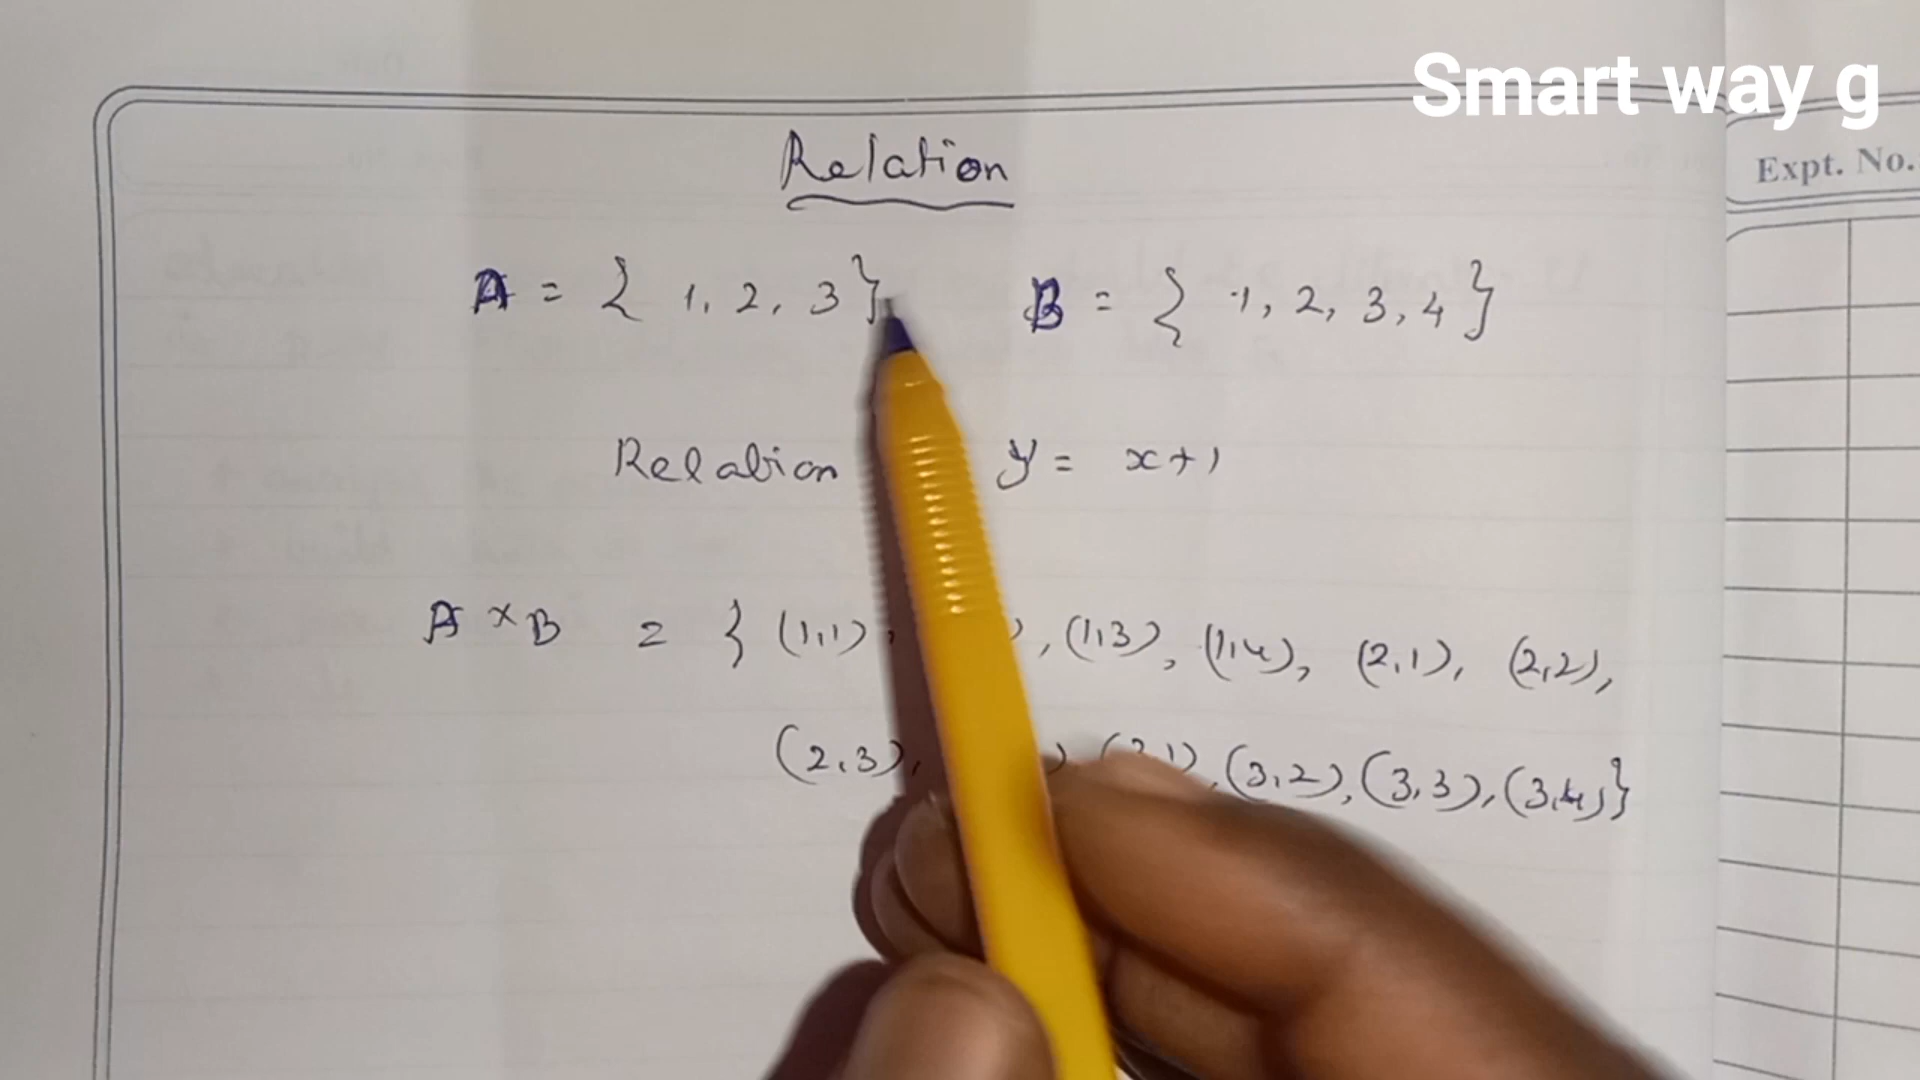 Smart way g
Expt. No.
Relation
A = { 1, 2, 3} B = { 1, 2, 3, 4 }
Relation y = x+1
A × B = { (1,1) , (1,3), (1,4), (2,1), (2,2),
(2,3), (3,2), (3,3), (3,4)}